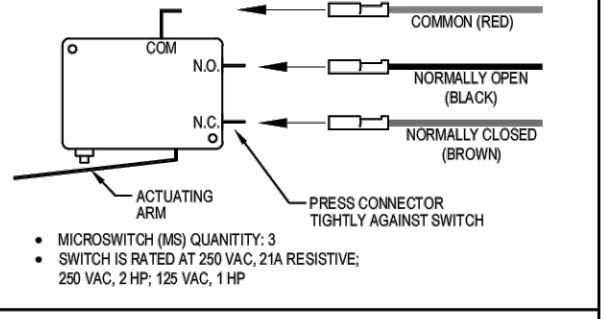 COM
COMMON (RED)
N.O.
NORMALLY OPEN
(BLACK)
N.C.
NORMALLY CLOSED
(BROWN)
ACTUATING
ARM
PRESS CONNECTOR
TIGHTLY AGAINST SWITCH
• MICROSWITCH (MS) QUANITITY: 3
• SWITCH IS RATED AT 250 VAC, 21A RESISTIVE;
250 VAC, 2 HP; 125 VAC, 1 HP